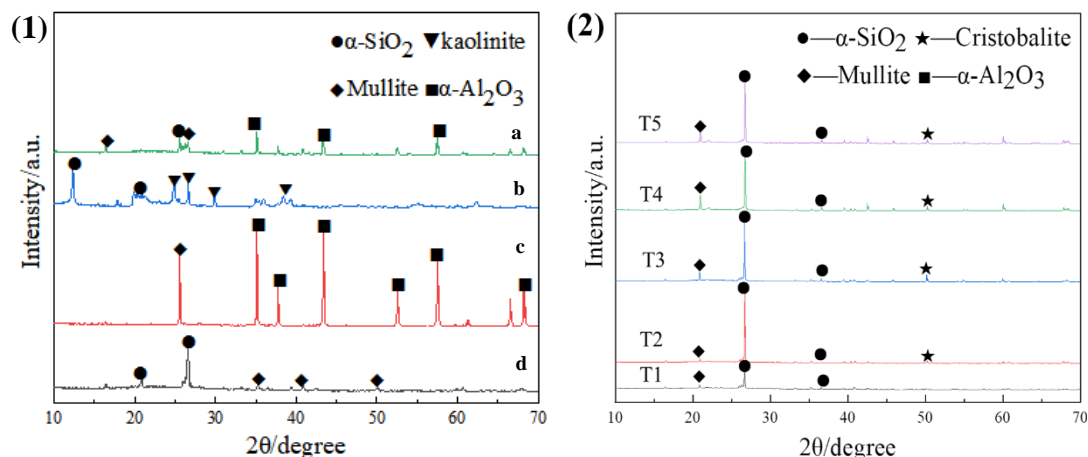 (1)
●α-SiO₂ ▼kaolinite
◆Mullite ■α-Al₂O₃
a
b
c
d
Intensity/a.u.
10 20 30 40 50 60 70
2θ/degree
(2)
●—α-SiO₂ ★—Cristobalite
◆—Mullite ■—α-Al₂O₃
T5
T4
T3
T2
T1
Intensity/a.u.
10 20 30 40 50 60 70
2θ/degree